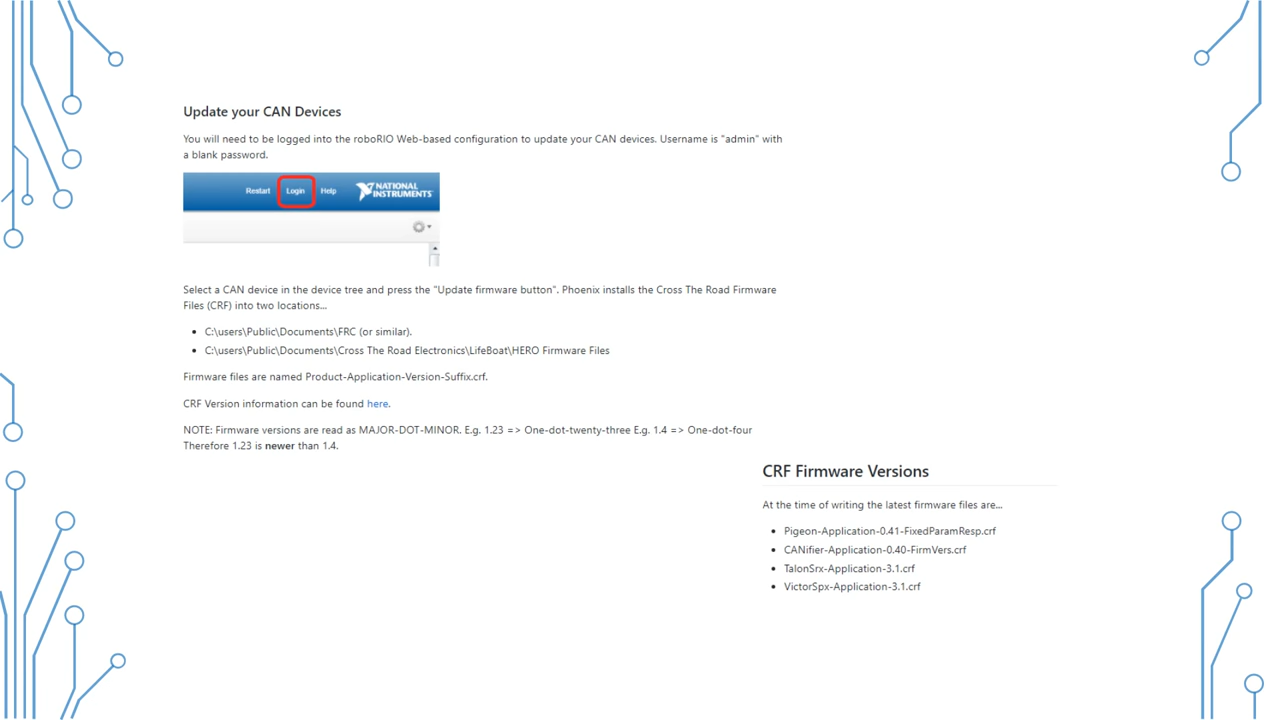 Update your CAN Devices
You will need to be logged into the roboRIO Web-based configuration to update your CAN devices. Username is "admin" with
a blank password.
Restart Login Help NATIONAL INSTRUMENTS
Select a CAN device in the device tree and press the "Update firmware button". Phoenix installs the Cross The Road Firmware
Files (CRF) into two locations...
• C:\users\Public\Documents\FRC (or similar).
• C:\users\Public\Documents\Cross The Road Electronics\LifeBoat\HERO Firmware Files
Firmware files are named Product-Application-Version-Suffix.crf.
CRF Version information can be found here.
NOTE: Firmware versions are read as MAJOR-DOT-MINOR. E.g. 1.23 => One-dot-twenty-three E.g. 1.4 => One-dot-four
Therefore 1.23 is newer than 1.4.
CRF Firmware Versions
At the time of writing the latest firmware files are...
• Pigeon-Application-0.41-FixedParamResp.crf
• CANifier-Application-0.40-FirmVers.crf
• TalonSrx-Application-3.1.crf
• VictorSpx-Application-3.1.crf